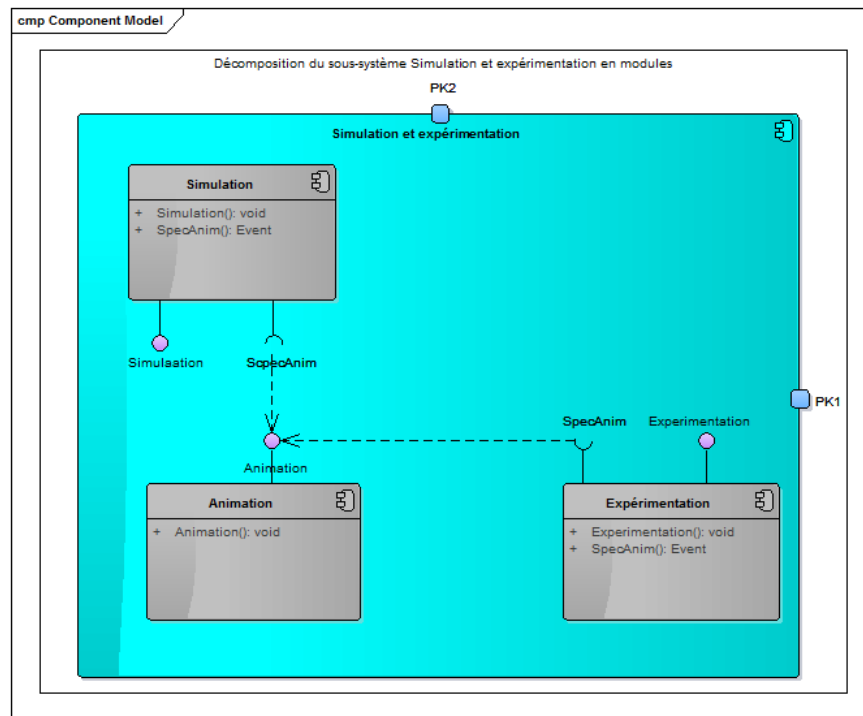 cmp Component Model
Décomposition du sous-système Simulation et expérimentation en modules
PK2
Simulation et expérimentation
Simulation
+ Simulation(): void
+ SpecAnim(): Event
Simulaation
ScpecAnim
PK1
SpecAnim
Experimentation
Animation
Animation
+ Animation(): void
Expérimentation
+ Experimentation(): void
+ SpecAnim(): Event